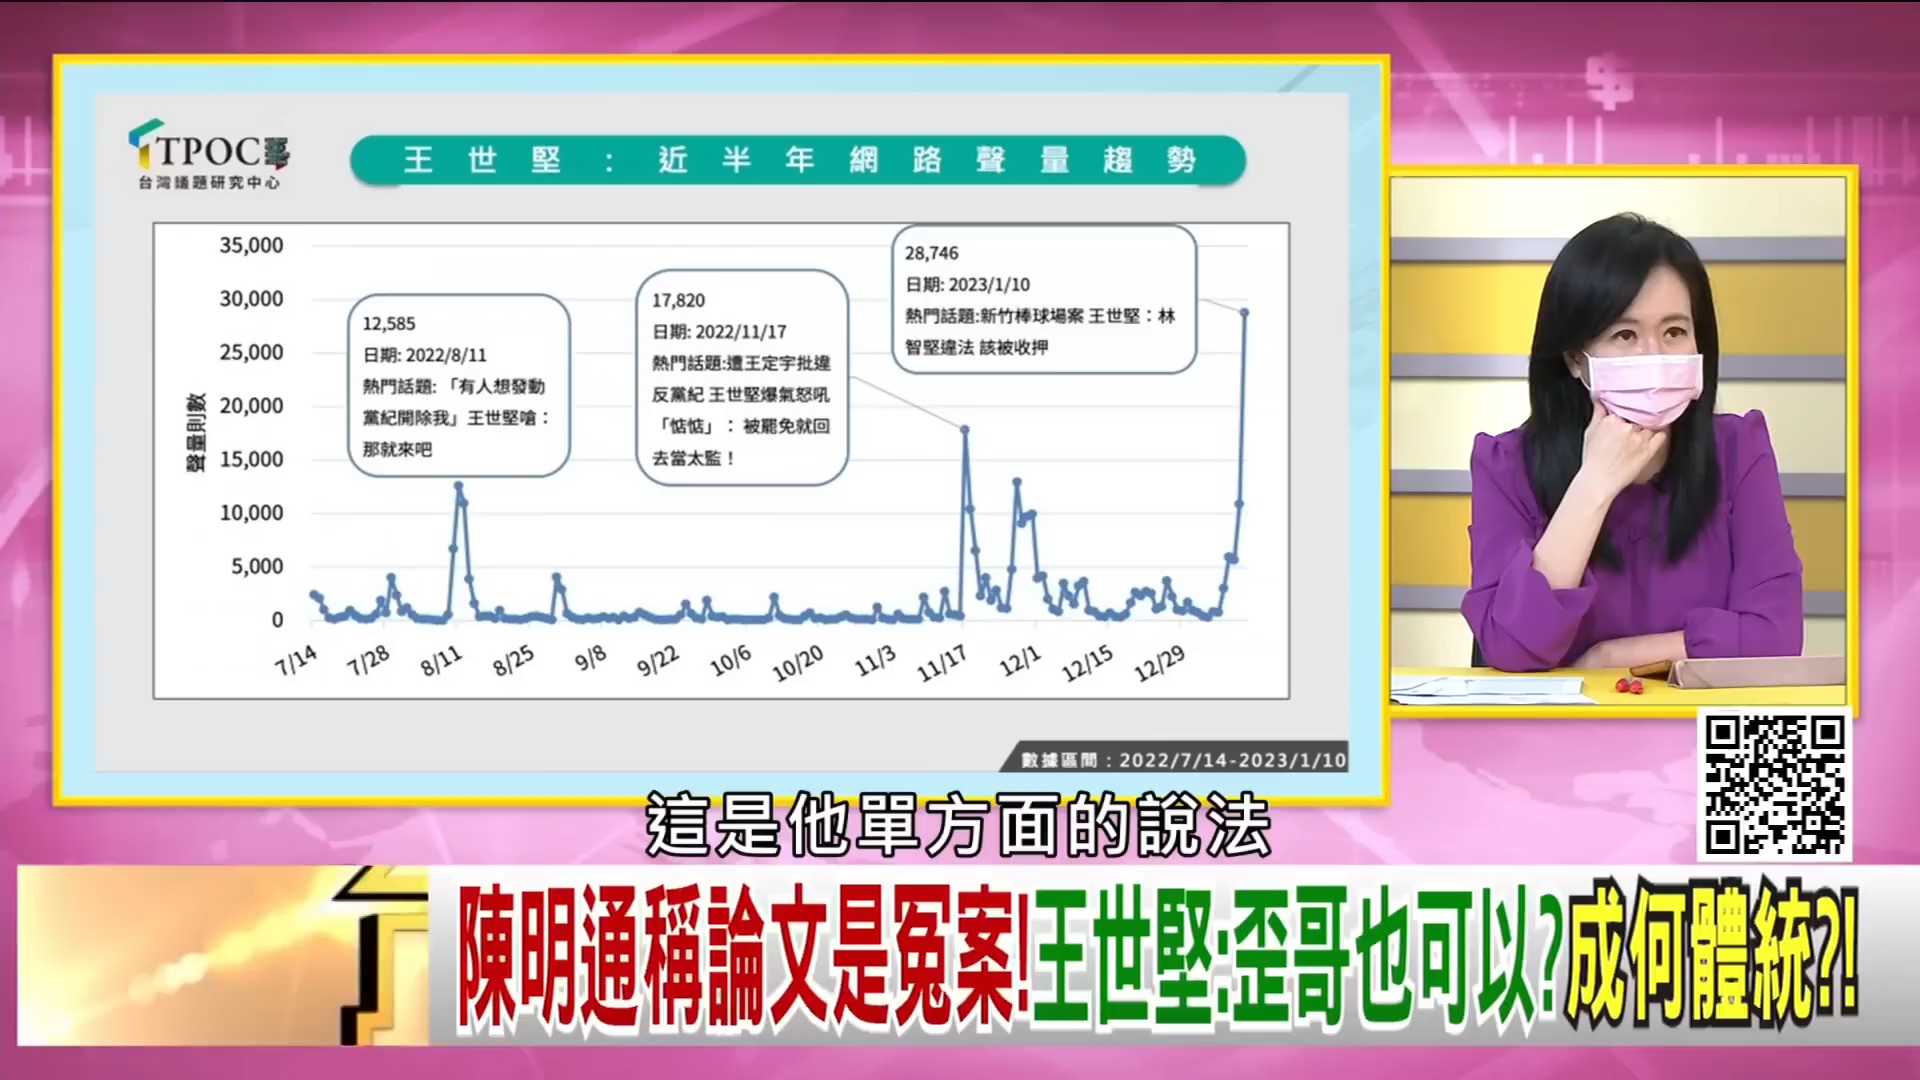 TPOC
台灣議題研究中心
王世堅：近半年網路聲量趨勢
聲量則數
35,000
30,000
25,000
20,000
15,000
10,000
5,000
0
12,585
日期: 2022/8/11
熱門話題: 「有人想發動
黨紀開除我」王世堅嗆：
那就來吧
17,820
日期: 2022/11/17
熱門話題:遭王定宇批違
反黨紀 王世堅爆氣怒吼
「惦惦」： 被罷免就回
去當太監！
28,746
日期: 2023/1/10
熱門話題:新竹棒球場案 王世堅：林
智堅違法 該被收押
7/14
7/28
8/11
8/25
9/8
9/22
10/6
10/20
11/3
11/17
12/1
12/15
12/29
數據區間：2022/7/14-2023/1/10
這是他單方面的說法
陳明通稱論文是冤案!王世堅:歪哥也可以?成何體統?!